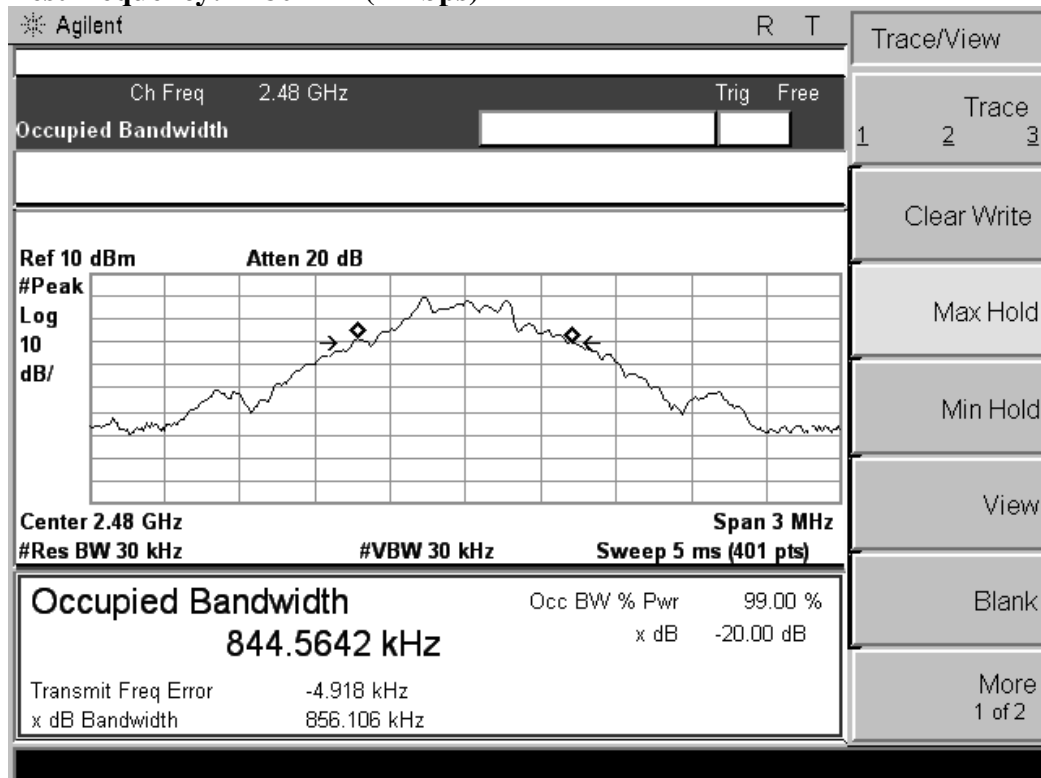 Agilent R T
Trace/View
Ch Freq 2.48 GHz Trig Free
Occupied Bandwidth
Trace
1 2 3
Clear Write
Ref 10 dBm Atten 20 dB
#Peak
Log
10
dB/
Max Hold
Min Hold
Center 2.48 GHz Span 3 MHz
#Res BW 30 kHz #VBW 30 kHz Sweep 5 ms (401 pts)
View
Occupied Bandwidth
844.5642 kHz
Occ BW % Pwr 99.00 %
x dB -20.00 dB
Transmit Freq Error -4.918 kHz
x dB Bandwidth 856.106 kHz
Blank
More
1 of 2